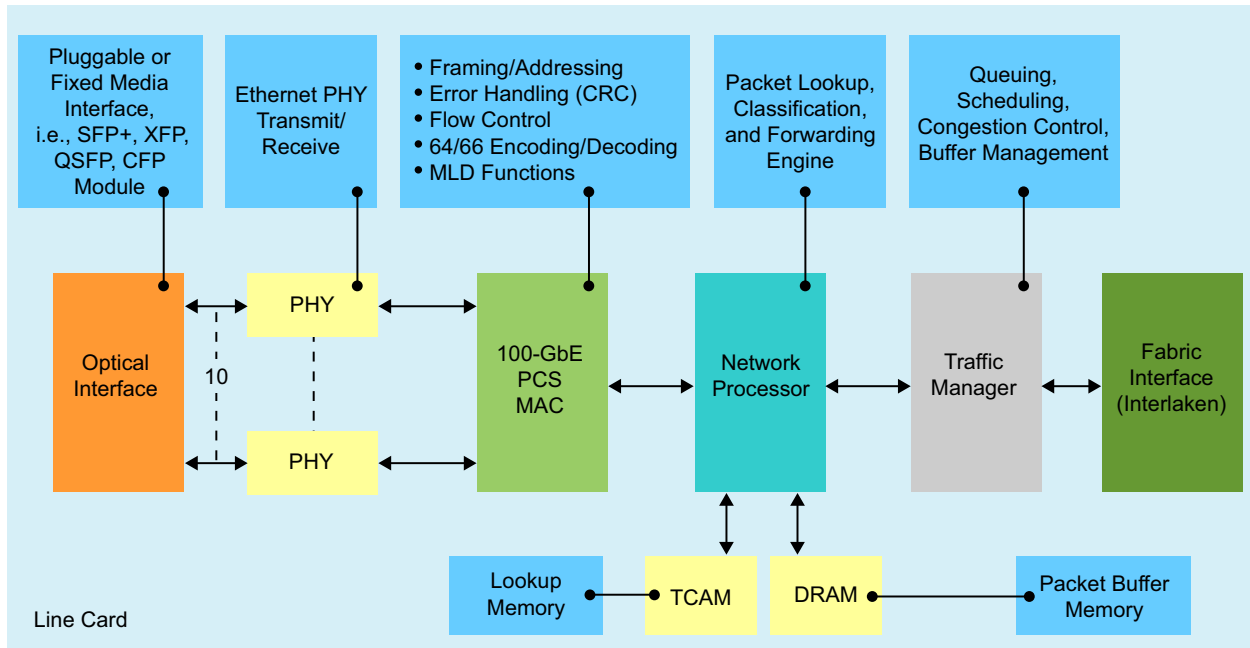 Pluggable or
Fixed Media
Interface,
i.e., SFP+, XFP,
QSFP, CFP
Module
Ethernet PHY
Transmit/
Receive
• Framing/Addressing
• Error Handling (CRC)
• Flow Control
• 64/66 Encoding/Decoding
• MLD Functions
Packet Lookup,
Classification,
and Forwarding
Engine
Queuing,
Scheduling,
Congestion Control,
Buffer Management
Optical
Interface
10
PHY
PHY
100-GbE
PCS
MAC
Network
Processor
Traffic
Manager
Fabric
Interface
(Interlaken)
Lookup
Memory
TCAM
DRAM
Packet Buffer
Memory
Line Card